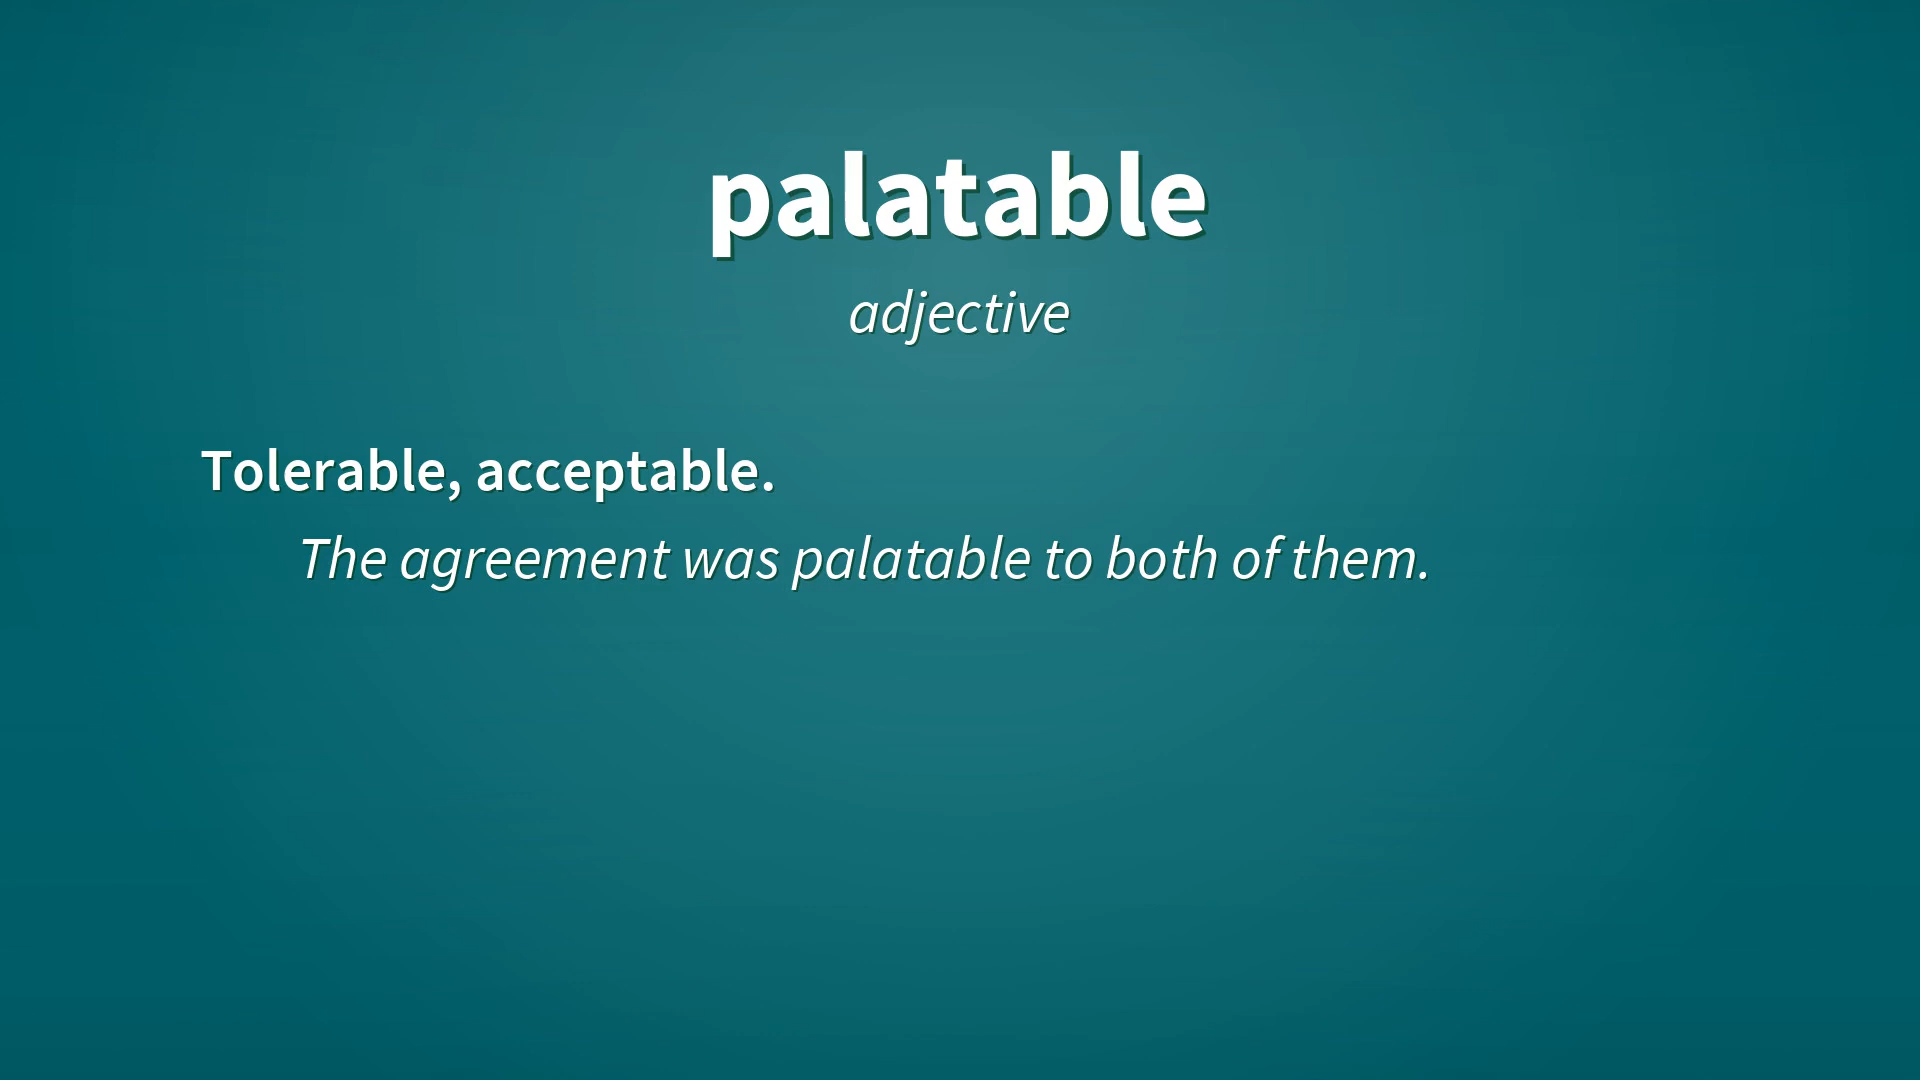 palatable
adjective
Tolerable, acceptable.
The agreement was palatable to both of them.